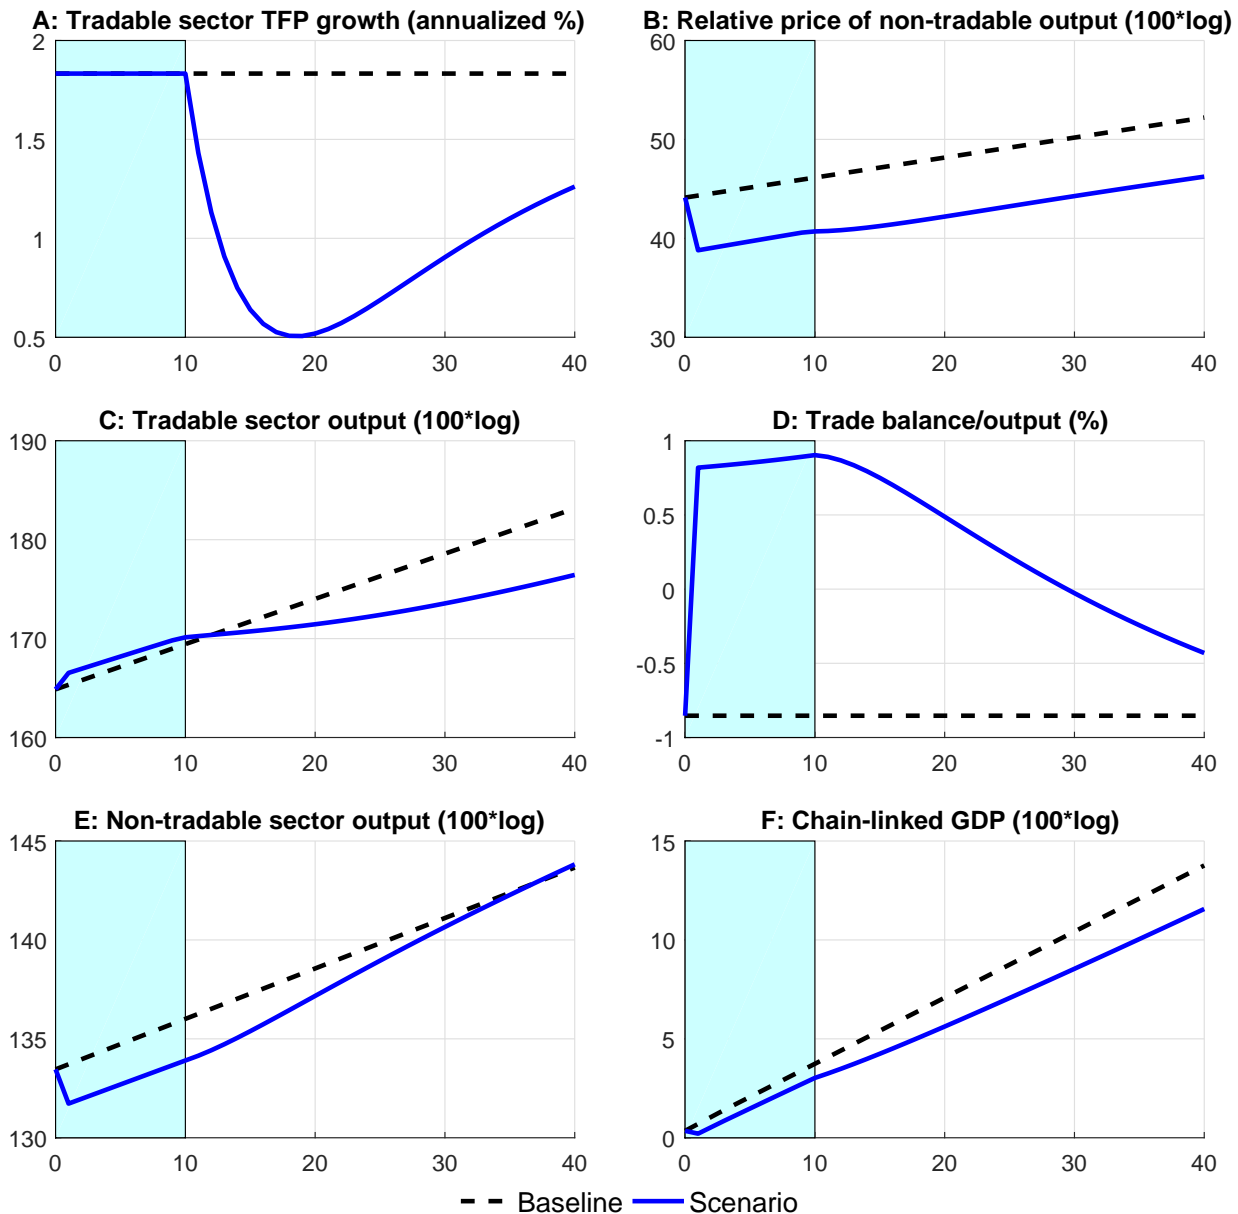 A: Tradable sector TFP growth (annualized %)
2
1.5
1
0.5
0 10 20 30 40
B: Relative price of non-tradable output (100*log)
60
50
40
30
0 10 20 30 40
C: Tradable sector output (100*log)
190
180
170
160
0 10 20 30 40
D: Trade balance/output (%)
1
0.5
0
-0.5
-1
0 10 20 30 40
E: Non-tradable sector output (100*log)
145
140
135
130
0 10 20 30 40
F: Chain-linked GDP (100*log)
15
10
5
0
0 10 20 30 40
Baseline Scenario